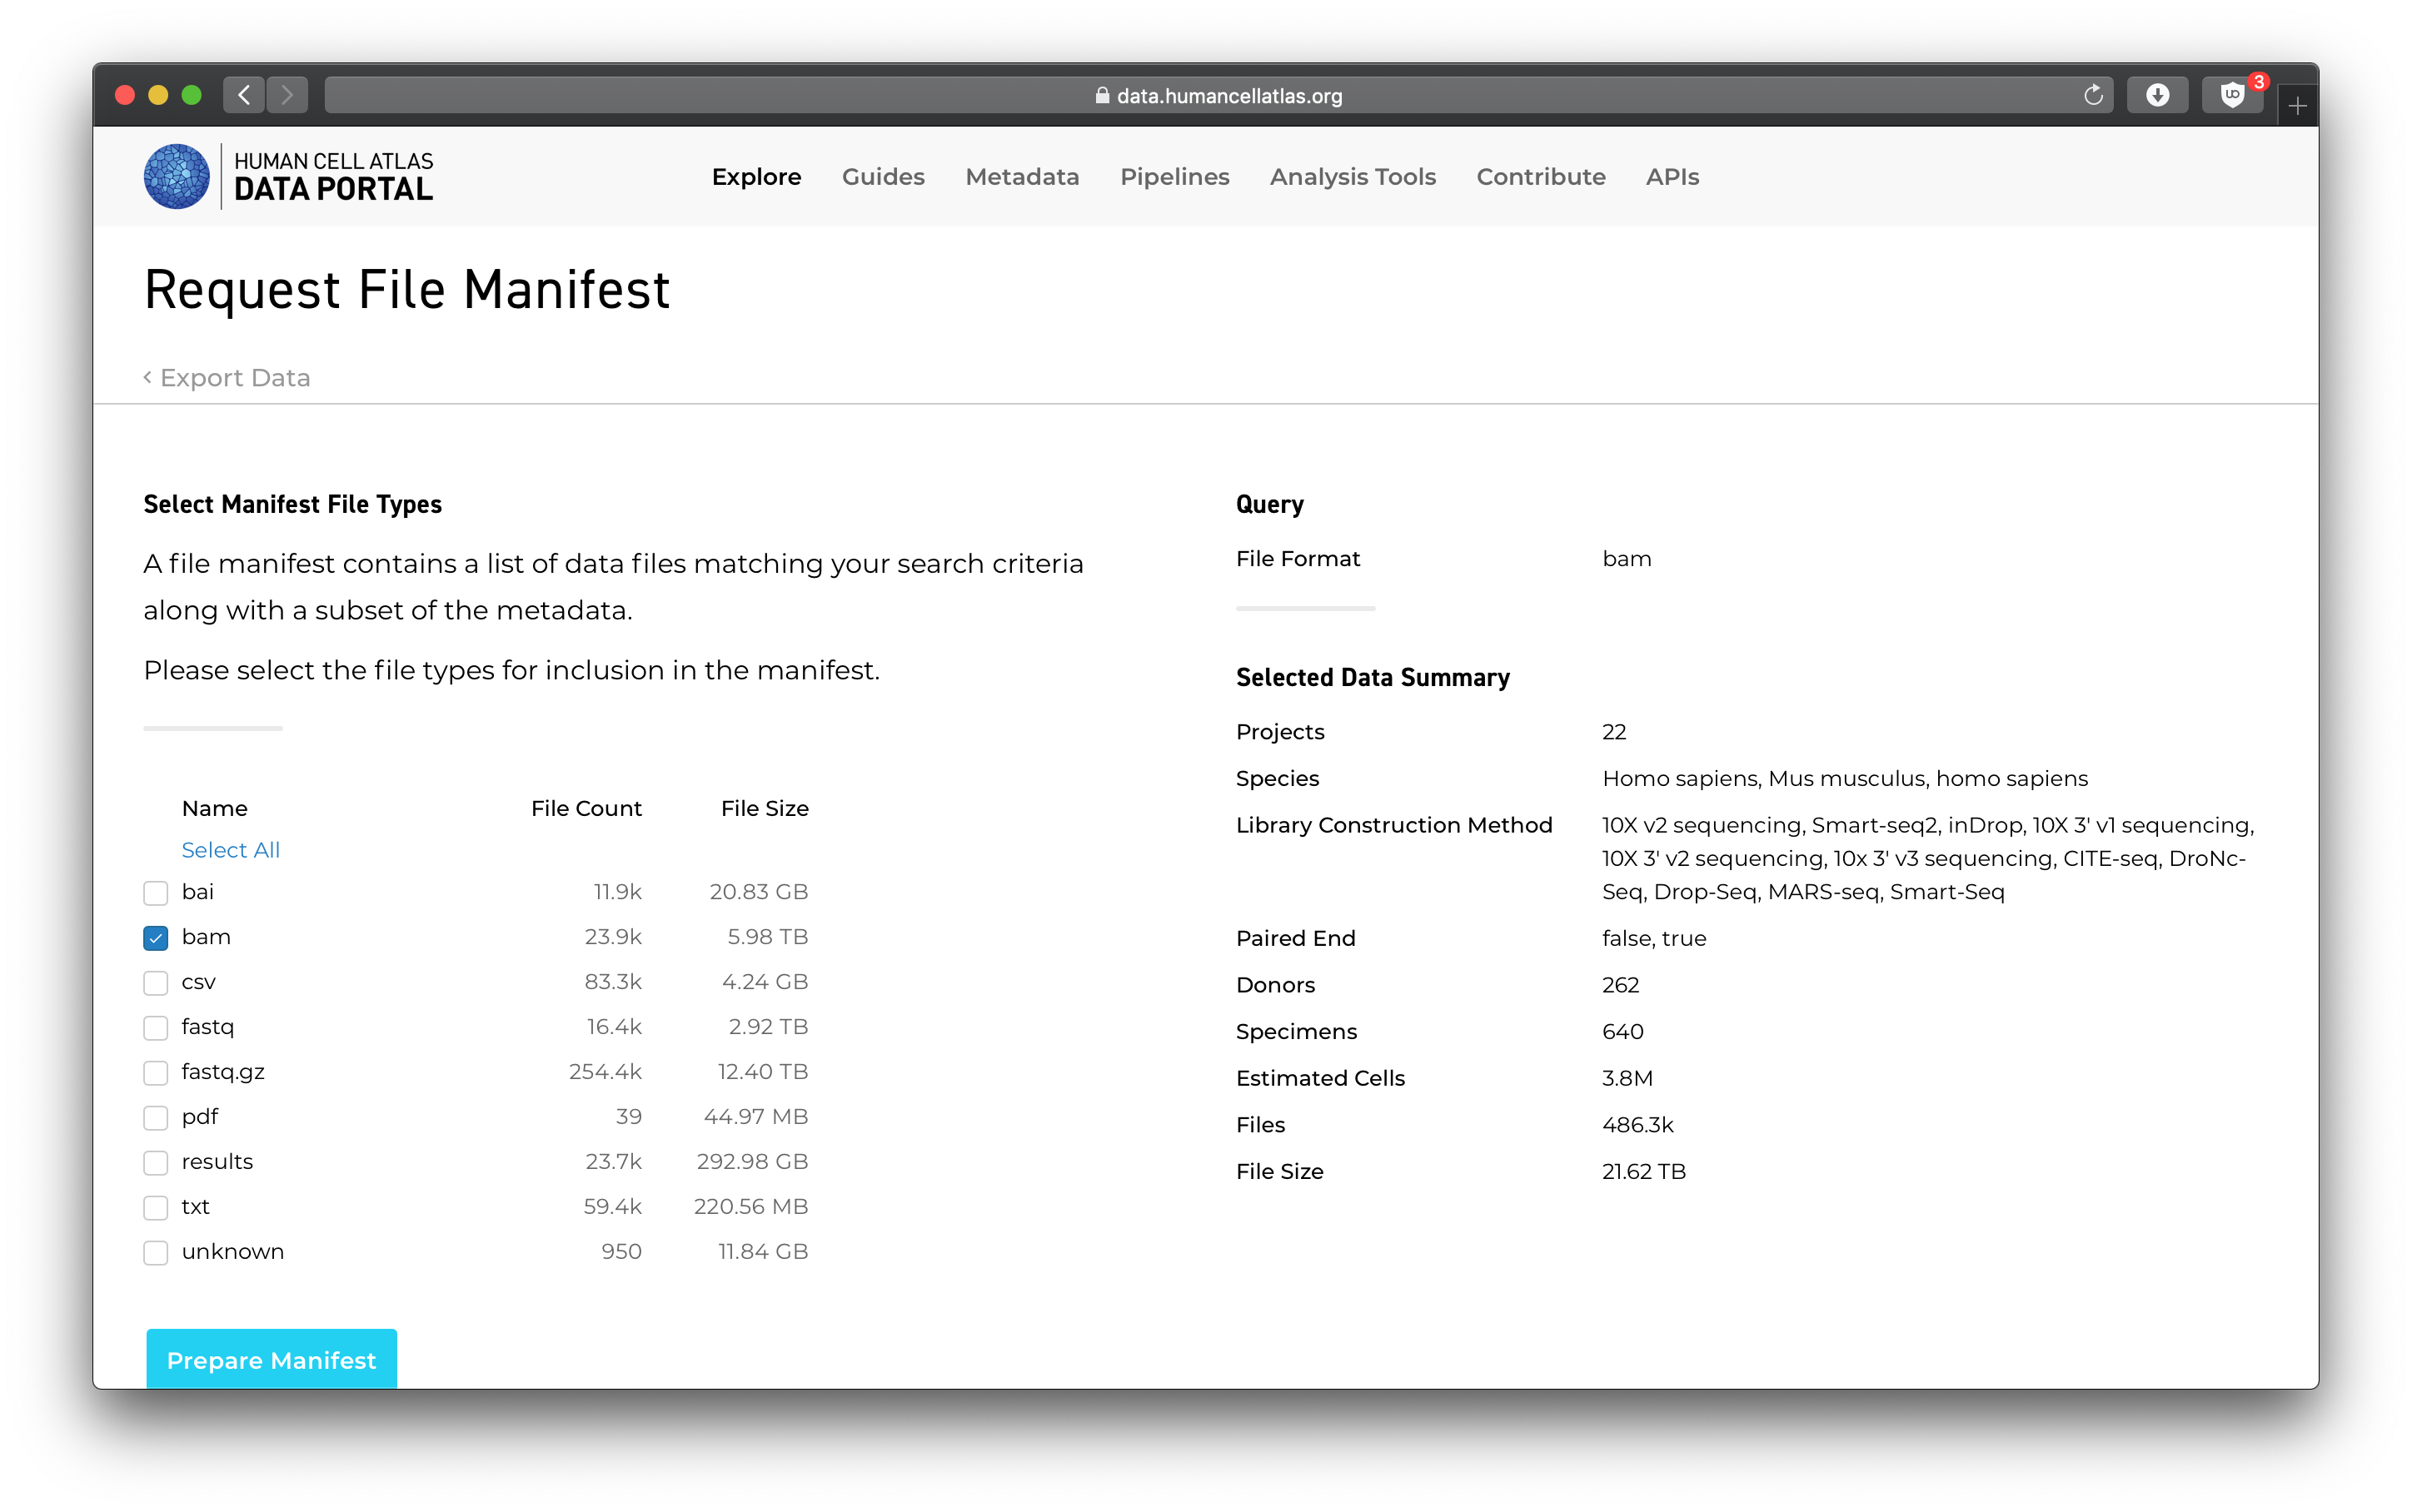 data.humancellatlas.org
3
HUMAN CELL ATLAS
DATA PORTAL
Explore Guides Metadata Pipelines Analysis Tools Contribute APIs
Request File Manifest
Export Data
Select Manifest File Types
A file manifest contains a list of data files matching your search criteria
along with a subset of the metadata.
Please select the file types for inclusion in the manifest.
Name File Count File Size
Select All
bai 11.9k 20.83 GB
bam 23.9k 5.98 TB
csv 83.3k 4.24 GB
fastq 16.4k 2.92 TB
fastq.gz 254.4k 12.40 TB
pdf 39 44.97 MB
results 23.7k 292.98 GB
txt 59.4k 220.56 MB
unknown 950 11.84 GB
Prepare Manifest
Query
File Format bam
Selected Data Summary
Projects 22
Species Homo sapiens, Mus musculus, homo sapiens
Library Construction Method 10X v2 sequencing, Smart-seq2, inDrop, 10X 3' v1 sequencing,
10X 3' v2 sequencing, 10x 3' v3 sequencing, CITE-seq, DroNc-
Seq, Drop-Seq, MARS-seq, Smart-Seq
Paired End false, true
Donors 262
Specimens 640
Estimated Cells 3.8M
Files 486.3k
File Size 21.62 TB